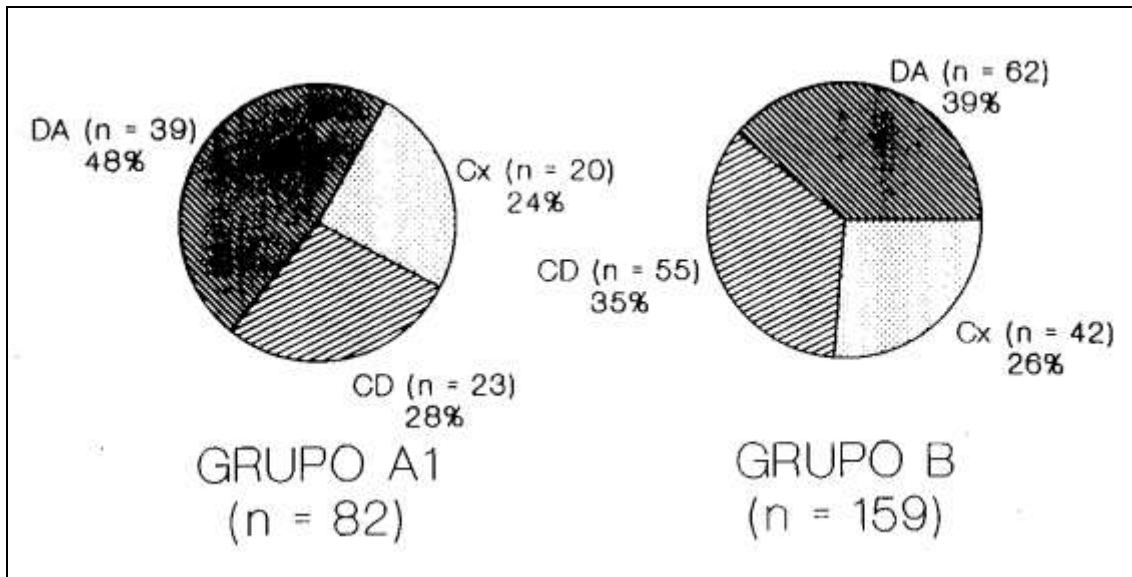 DA (n = 39)
48%
Cx (n = 20)
24%
CD (n = 23)
28%
GRUPO A1
(n = 82)
DA (n = 62)
39%
CD (n = 55)
35%
Cx (n = 42)
26%
GRUPO B
(n = 159)